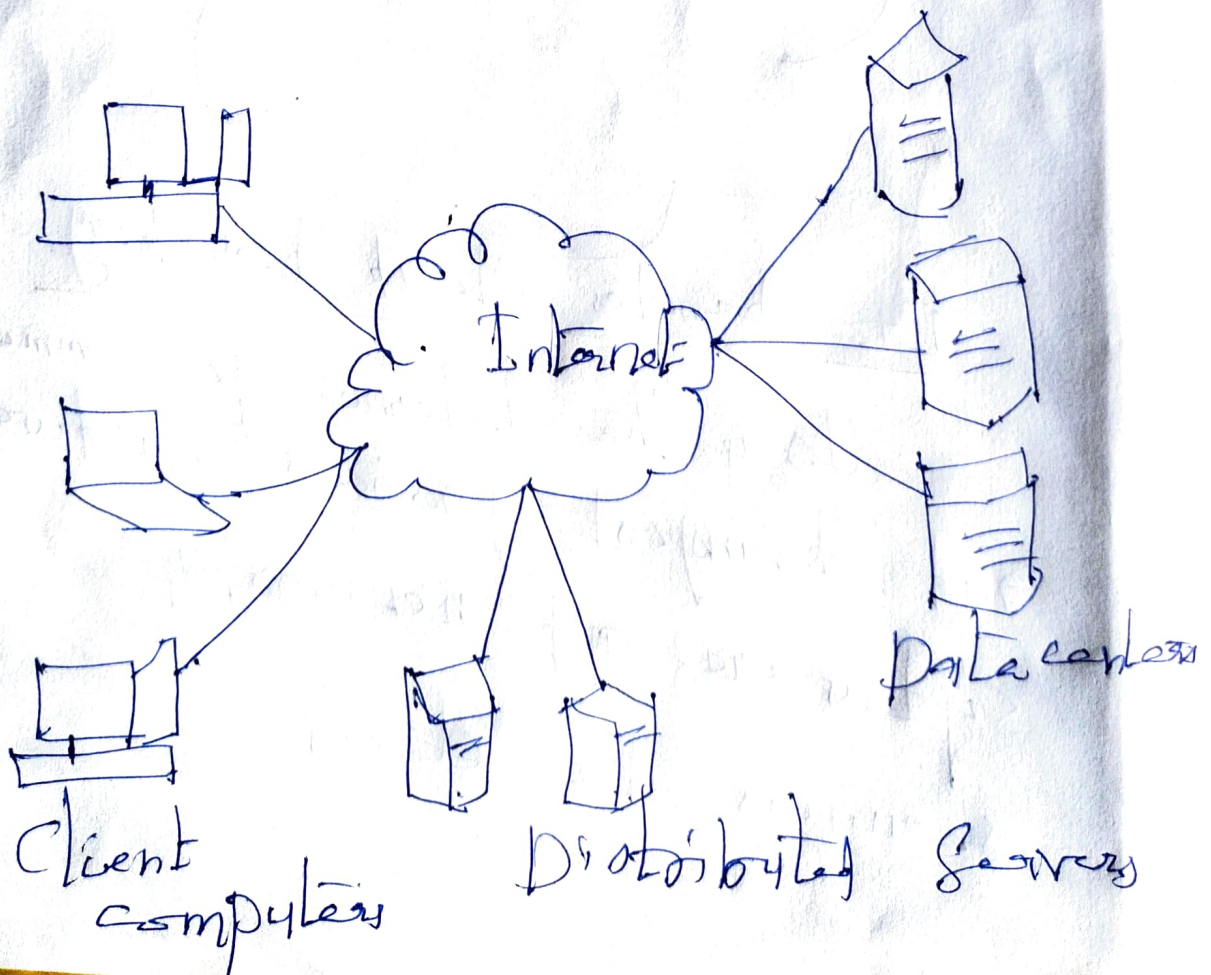 Internet
Data centers
Client
computers
Distributed Servers